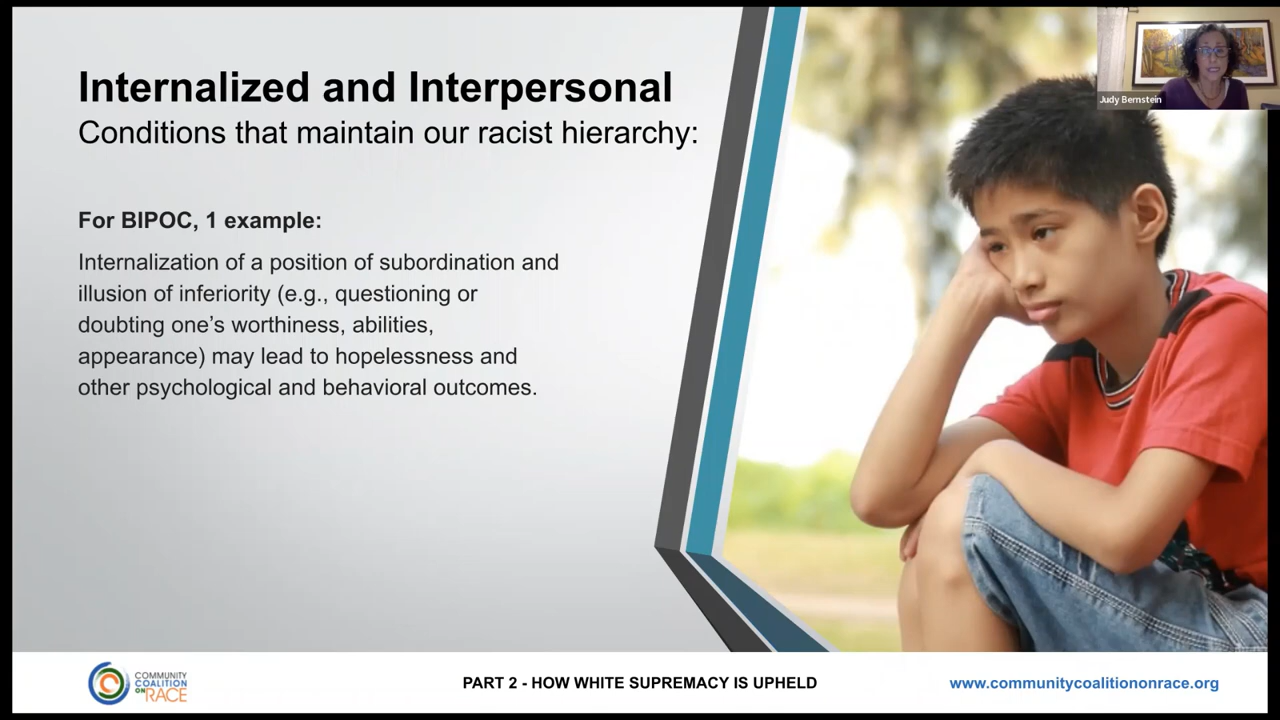 Judy Bernstein
Internalized and Interpersonal
Conditions that maintain our racist hierarchy:
For BIPOC, 1 example:
Internalization of a position of subordination and
illusion of inferiority (e.g., questioning or
doubting one’s worthiness, abilities,
appearance) may lead to hopelessness and
other psychological and behavioral outcomes.
COMMUNITY
COALITION
ON RACE
PART 2 - HOW WHITE SUPREMACY IS UPHELD
www.communitycoalitiononrace.org